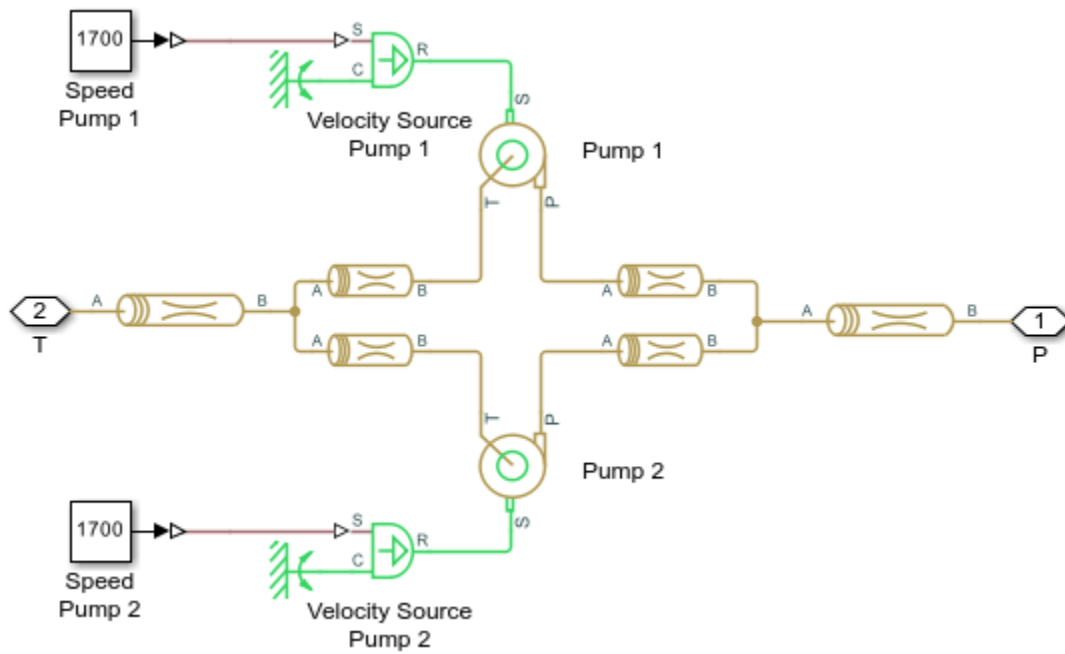 1700
Speed
Pump 1
S
C
R
Velocity Source
Pump 1
S
Pump 1
T
P
A
B
A
B
2
T
A
B
A
B
A
B
A
B
1
P
T
P
Pump 2
S
1700
Speed
Pump 2
S
C
R
Velocity Source
Pump 2